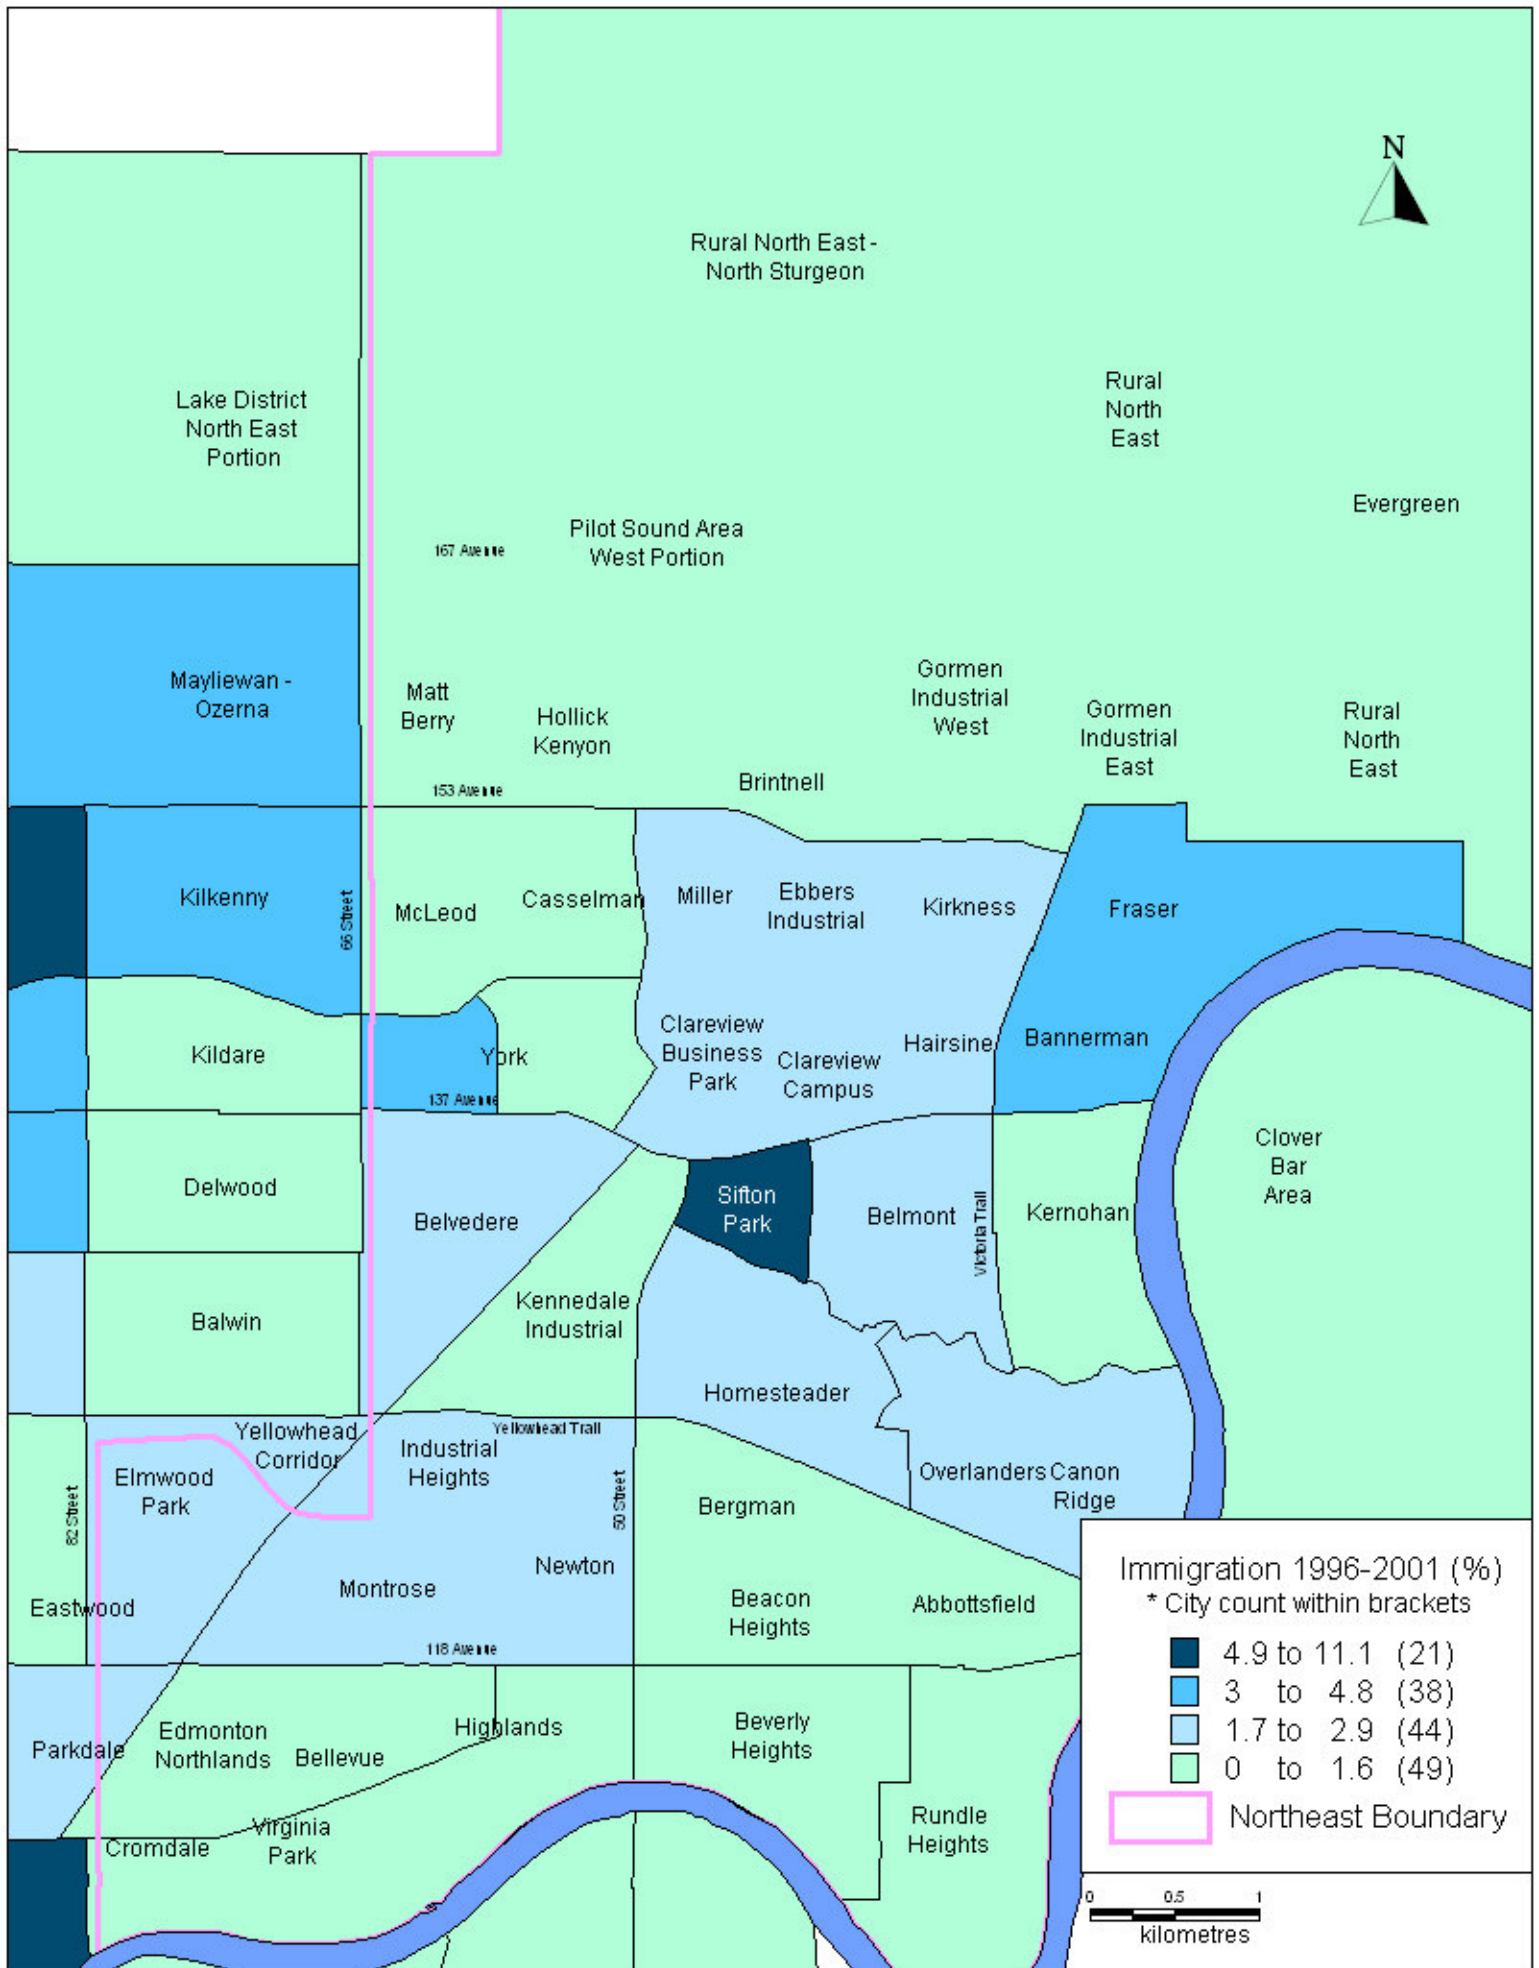 N
Rural North East -
North Sturgeon
Rural
North
East
Lake District
North East
Portion
Evergreen
Pilot Sound Area
West Portion
167 Avenue
Mayliewan -
Ozerna
Matt
Berry
Hollick
Kenyon
Gormen
Industrial
West
Gormen
Industrial
East
Rural
North
East
153 Avenue
Brintnell
Kilkenny
66 Street
McLeod
Casselman
Miller
Ebbers
Industrial
Kirkness
Fraser
Kildare
York
Clareview
Business
Park
Clareview
Campus
Hairsine
Bannerman
137 Avenue
Delwood
Belvedere
Sifton
Park
Belmont
Victoria Trail
Kernohan
Clover
Bar
Area
Balwin
Kennedale
Industrial
Homesteader
Yellowhead
Corridor
Yellowhead Trail
Industrial
Heights
Elmwood
Park
82 Street
50 Street
Bergman
Overlanders
Canon
Ridge
Eastwood
Montrose
Newton
Beacon
Heights
Abbottsfield
118 Avenue
Parkdale
Edmonton
Northlands
Bellevue
Highlands
Beverly
Heights
Cromdale
Virginia
Park
Rundle
Heights
Immigration 1996-2001 (%)
* City count within brackets
4.9 to 11.1 (21)
3 to 4.8 (38)
1.7 to 2.9 (44)
0 to 1.6 (49)
Northeast Boundary
0 0.5 1
kilometres